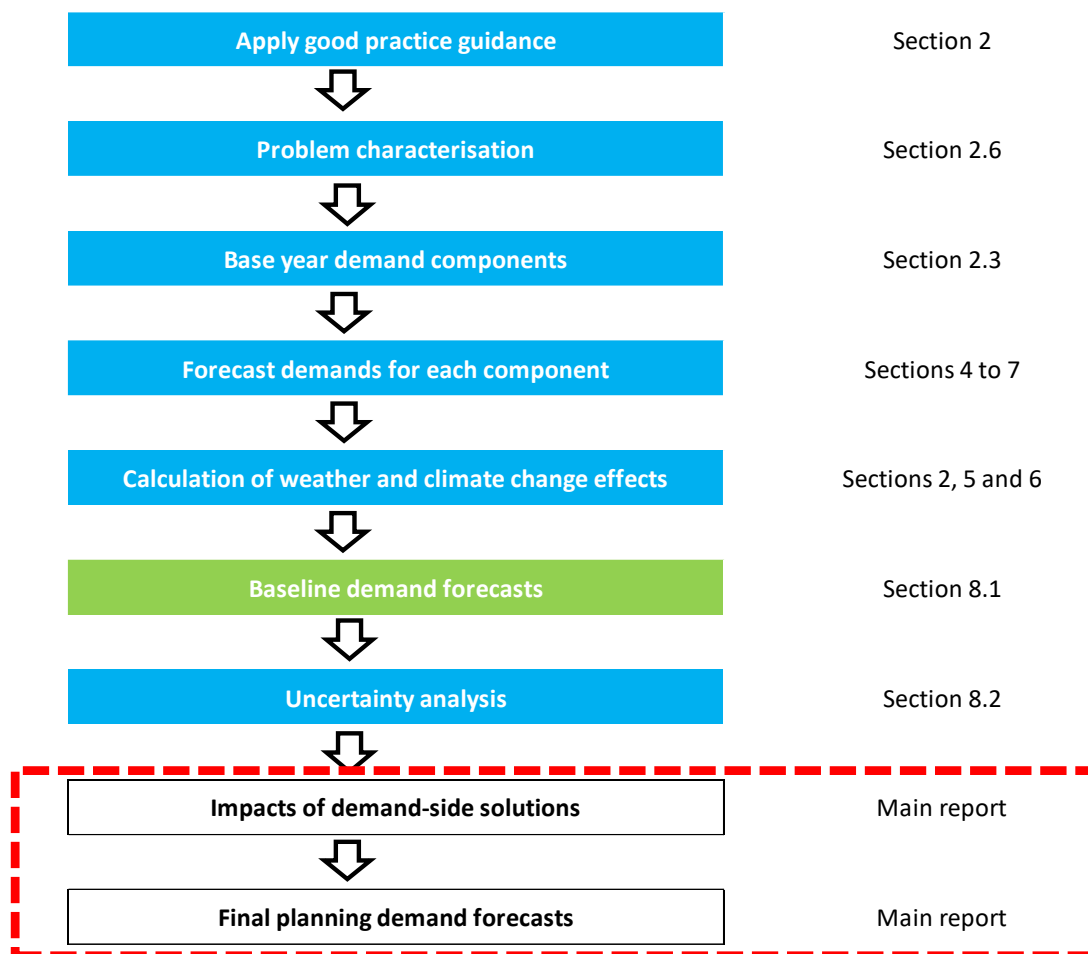 Apply good practice guidance Section 2
Problem characterisation Section 2.6
Base year demand components Section 2.3
Forecast demands for each component Sections 4 to 7
Calculation of weather and climate change effects Sections 2, 5 and 6
Baseline demand forecasts Section 8.1
Uncertainty analysis Section 8.2
Impacts of demand-side solutions Main report
Final planning demand forecasts Main report